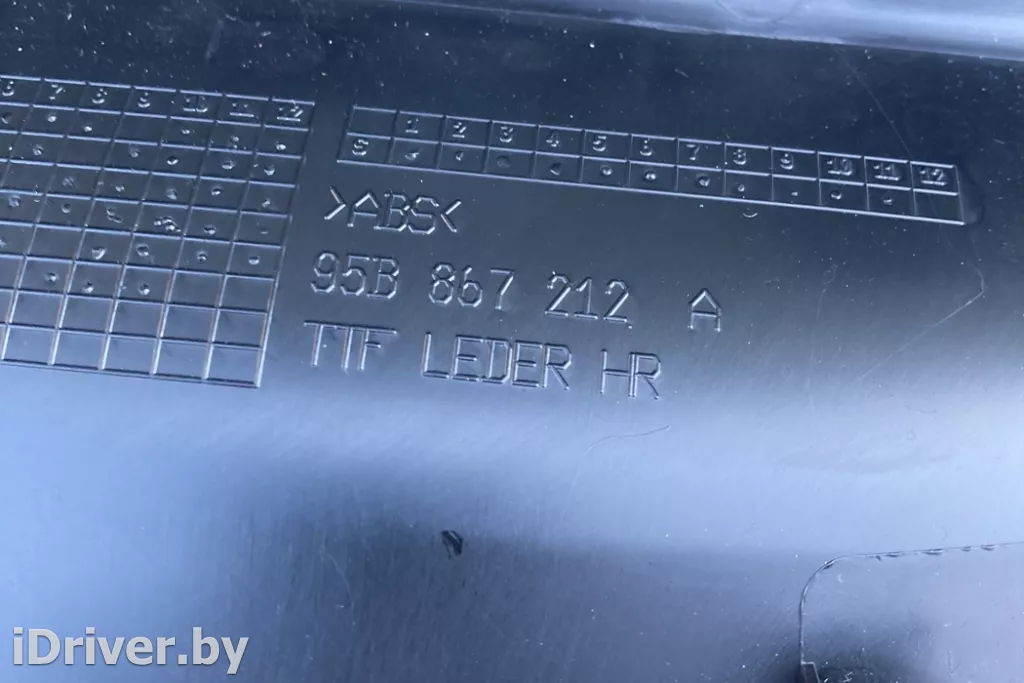 6 7 8 9 10 11 12
1 2 3 4 5 6 7 8 9 10 11 12
S
>ABS<
95B 867 212 A
TTF LEDER HR
iDriver.by